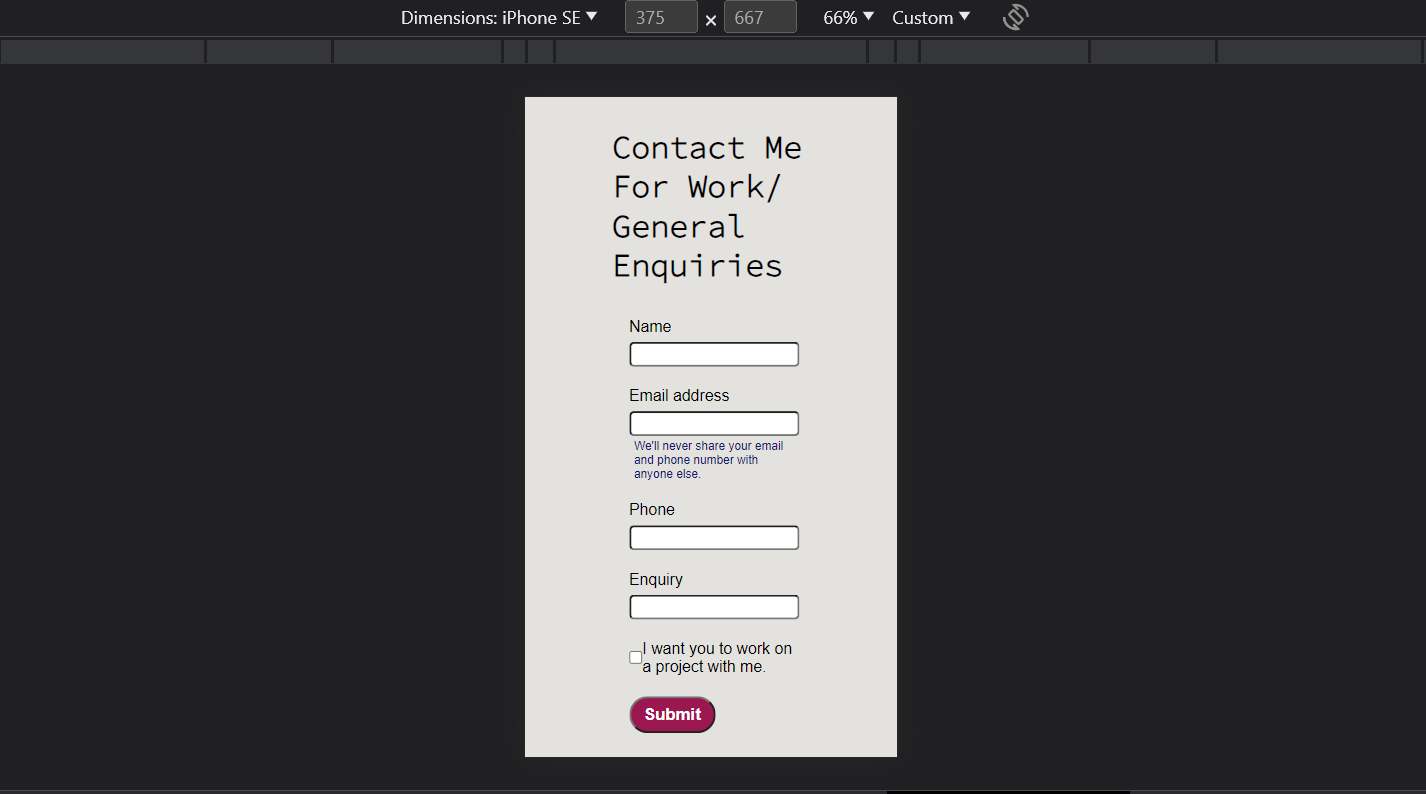 Dimensions: iPhone SE ▼ 375 × 667 66% ▼ Custom ▼
Contact Me
For Work/
General
Enquiries
Name
Email address
We'll never share your email
and phone number with
anyone else.
Phone
Enquiry
I want you to work on
a project with me.
Submit